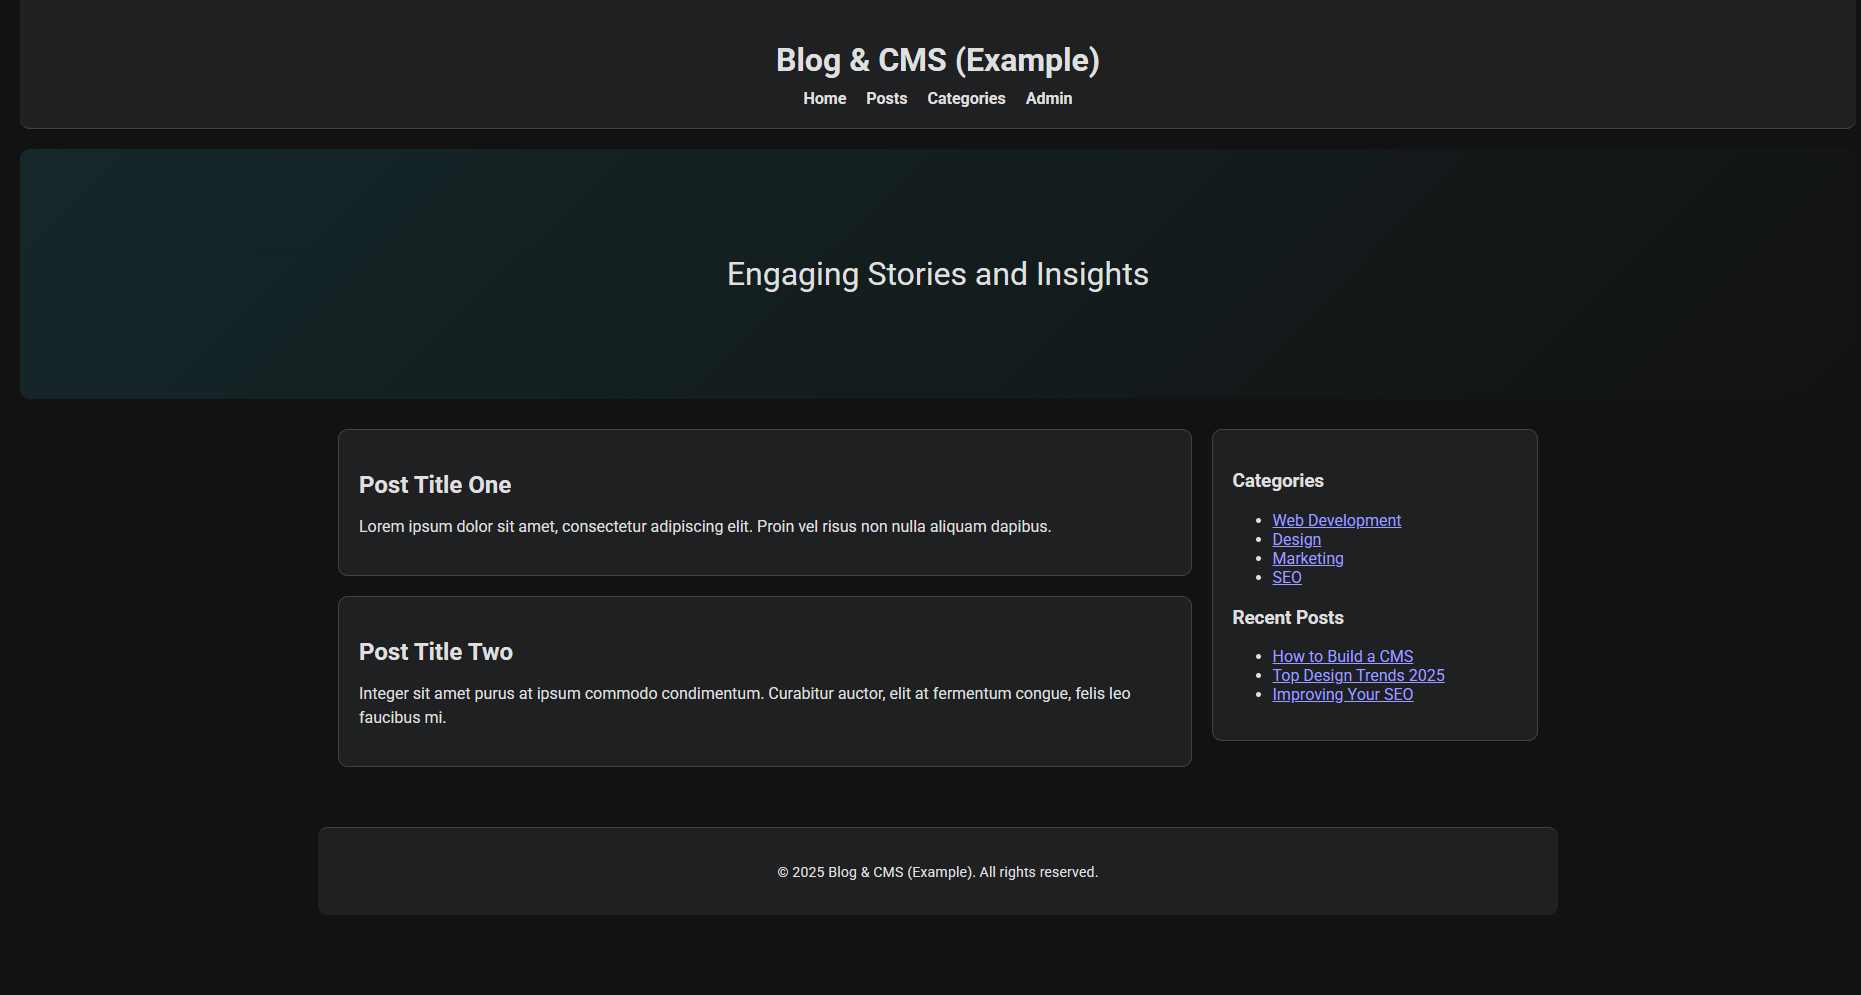 Blog & CMS (Example)
Home Posts Categories Admin
Engaging Stories and Insights
Post Title One
Lorem ipsum dolor sit amet, consectetur adipiscing elit. Proin vel risus non nulla aliquam dapibus.
Post Title Two
Integer sit amet purus at ipsum commodo condimentum. Curabitur auctor, elit at fermentum congue, felis leo
faucibus mi.
Categories
Web Development
Design
Marketing
SEO
Recent Posts
How to Build a CMS
Top Design Trends 2025
Improving Your SEO
© 2025 Blog & CMS (Example). All rights reserved.